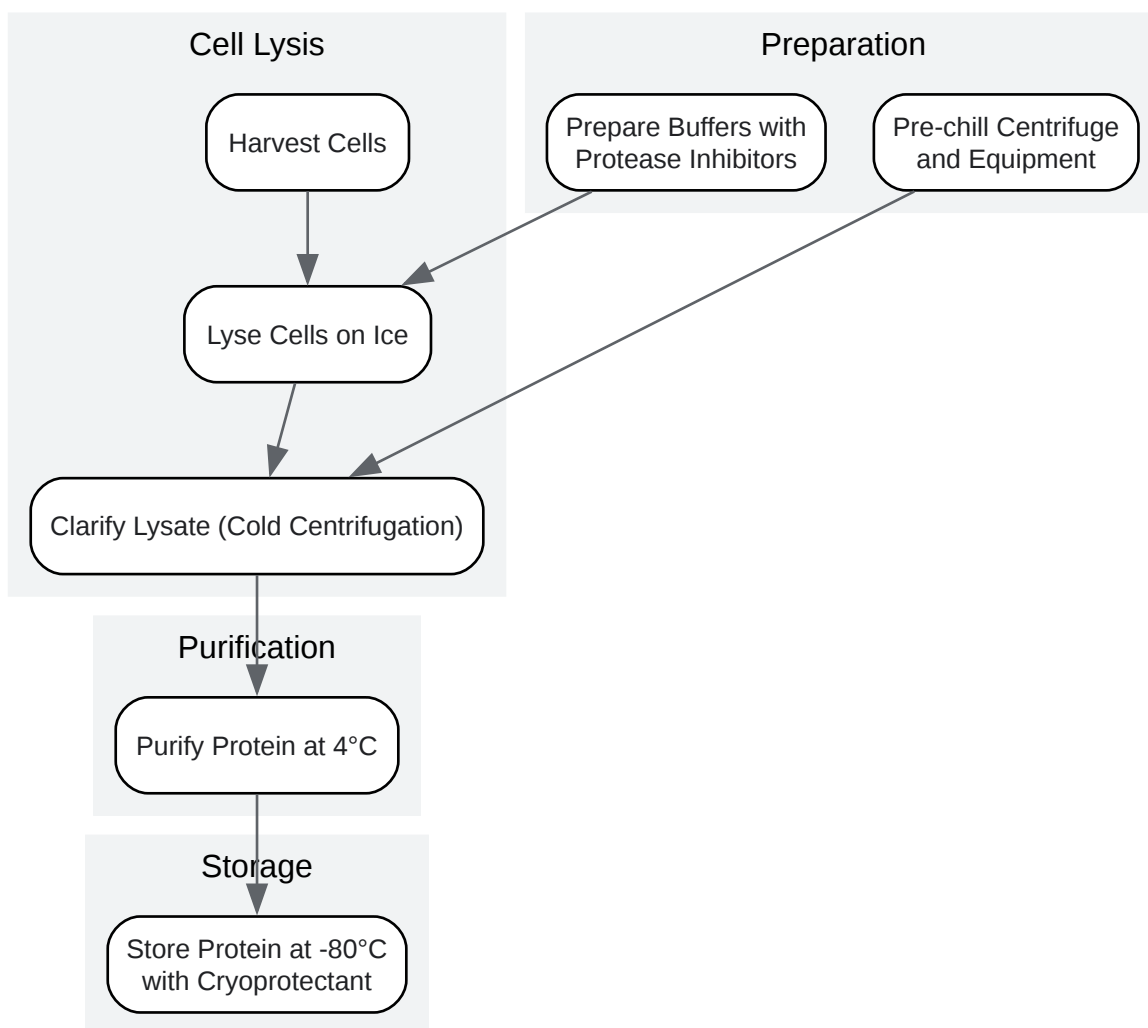 Cell Lysis
Preparation
Harvest Cells
Prepare Buffers with
Protease Inhibitors
Pre-chill Centrifuge
and Equipment
Lyse Cells on Ice
Clarify Lysate (Cold Centrifugation)
Purification
Purify Protein at 4°C
Storage
Store Protein at -80°C
with Cryoprotectant